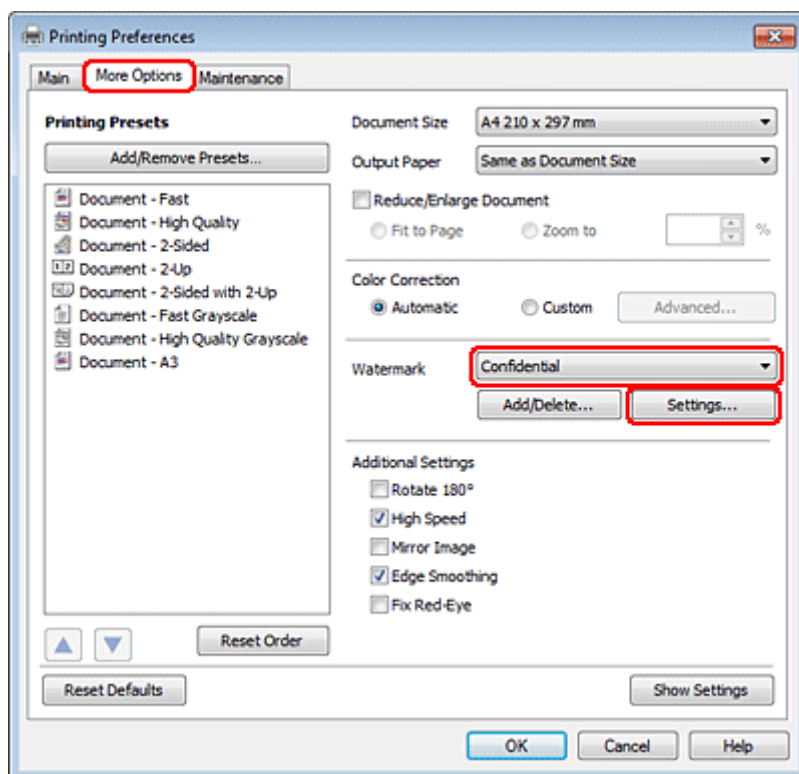 Printing Preferences
Main
More Options
Maintenance
Printing Presets
Add/Remove Presets...
Document - Fast
Document - High Quality
Document - 2-Sided
Document - 2-Up
Document - 2-Sided with 2-Up
Document - Fast Grayscale
Document - High Quality Grayscale
Document - A3
Reset Order
Document Size
A4 210 x 297 mm
Output Paper
Same as Document Size
Reduce/Enlarge Document
Fit to Page
Zoom to
%
Color Correction
Automatic
Custom
Advanced...
Watermark
Confidential
Add/Delete...
Settings...
Additional Settings
Rotate 180°
High Speed
Mirror Image
Edge Smoothing
Fix Red-Eye
Reset Defaults
Show Settings
OK
Cancel
Help